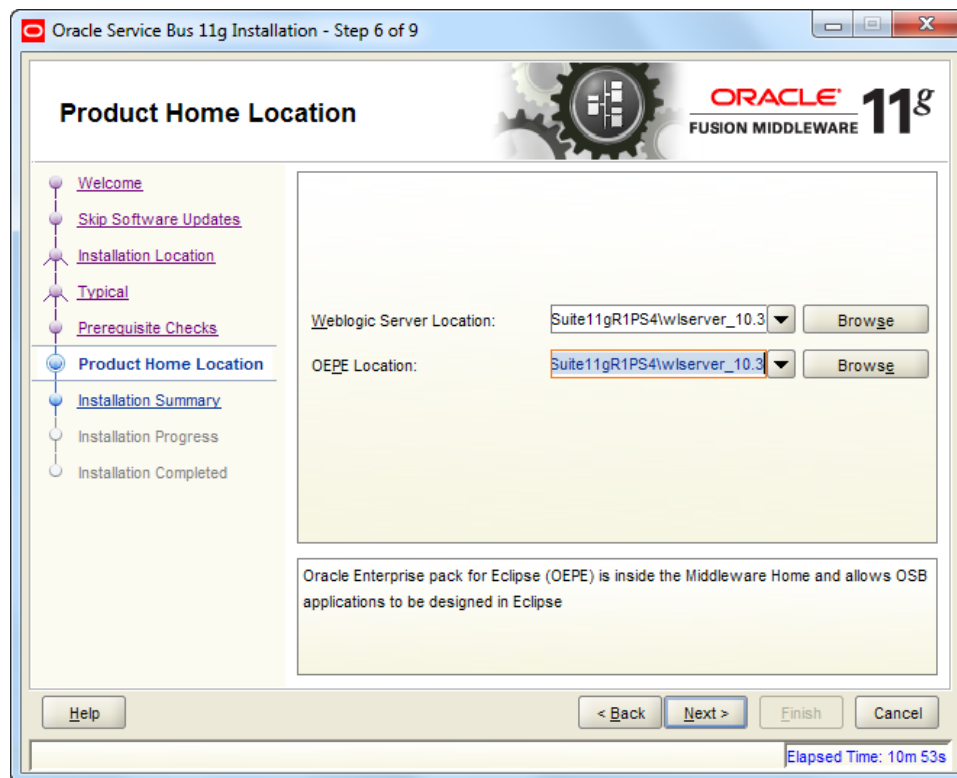 Oracle Service Bus 11g Installation - Step 6 of 9
Product Home Location
ORACLE
FUSION MIDDLEWARE 11g
Welcome
Skip Software Updates
Installation Location
Typical
Prerequisite Checks
Product Home Location
Installation Summary
Installation Progress
Installation Completed
Weblogic Server Location: Suite11gR1PS4\wlserver_10.3 Browse
OEPE Location: Suite11gR1PS4\wlserver_10.3 Browse
Oracle Enterprise pack for Eclipse (OEPE) is inside the Middleware Home and allows OSB
applications to be designed in Eclipse
Help < Back Next > Finish Cancel
Elapsed Time: 10m 53s